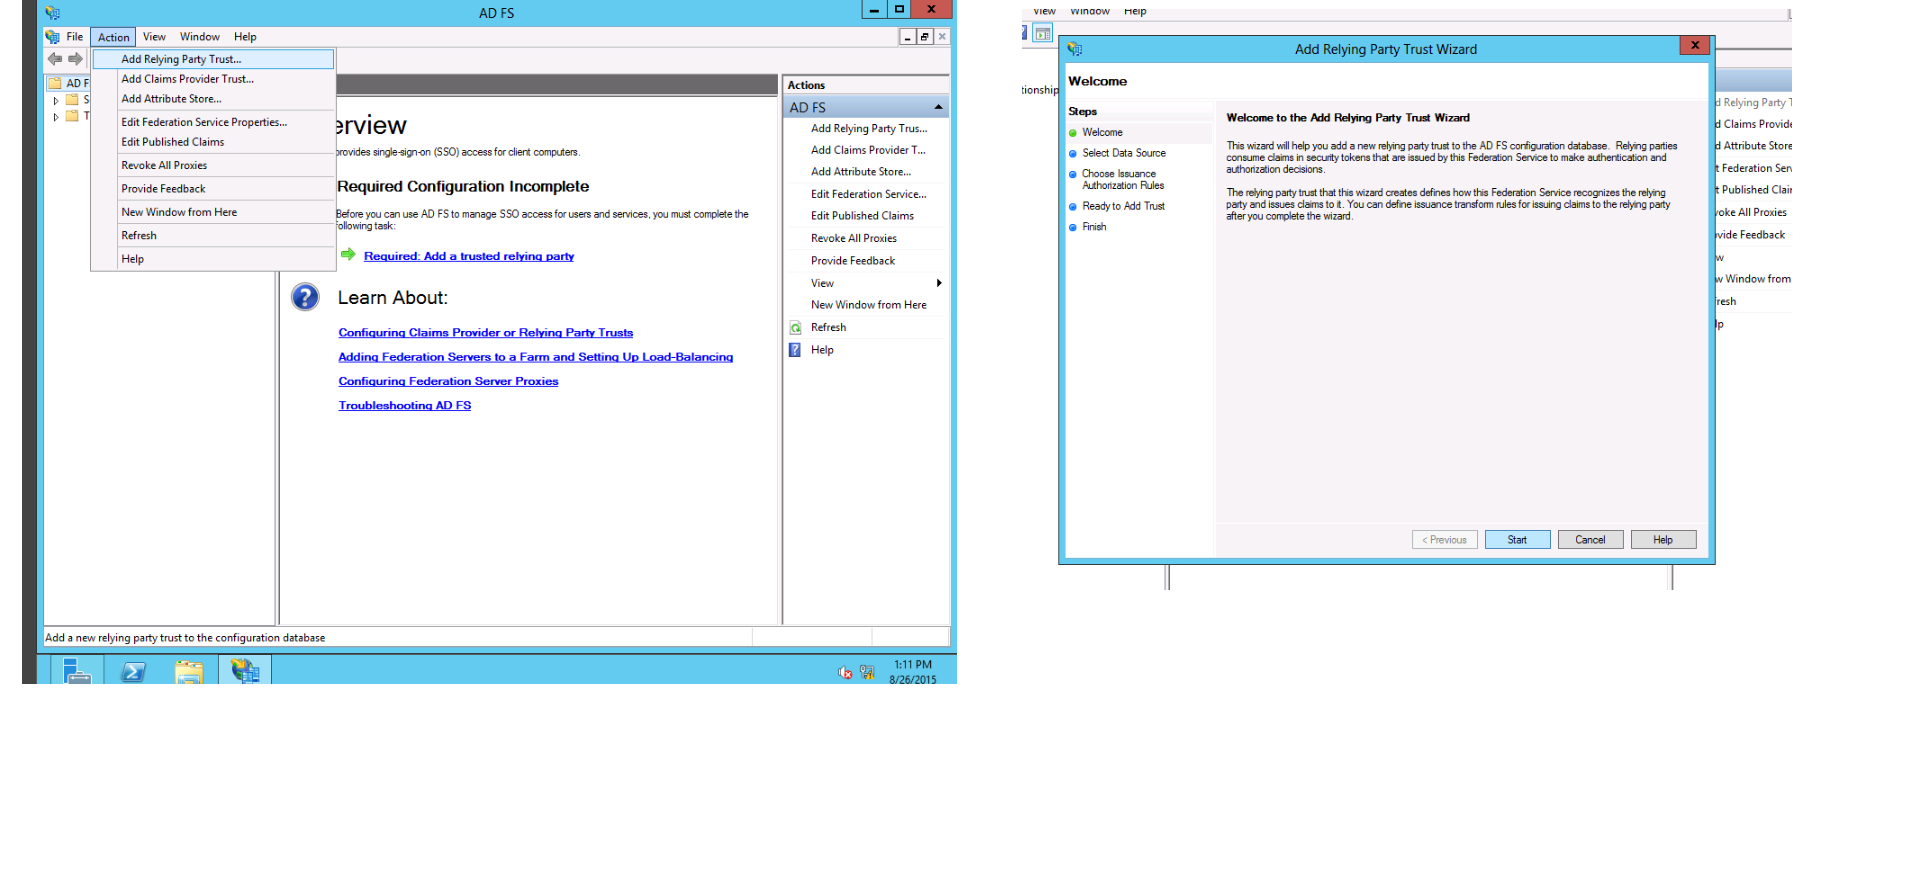 AD FS
File Action View Window Help
Add Relying Party Trust...
Add Claims Provider Trust...
Add Attribute Store...
Edit Federation Service Properties...
Edit Published Claims
Revoke All Proxies
Provide Feedback
New Window from Here
Refresh
Help
AD F
S
T
erview
provides single-sign-on (SSO) access for client computers.
Required Configuration Incomplete
Before you can use AD FS to manage SSO access for users and services, you must complete the
following task:
Required: Add a trusted relying party
Learn About:
Configuring Claims Provider or Relying Party Trusts
Adding Federation Servers to a Farm and Setting Up Load-Balancing
Configuring Federation Server Proxies
Troubleshooting AD FS
Actions
AD FS
Add Relying Party Trus...
Add Claims Provider T...
Add Attribute Store...
Edit Federation Service...
Edit Published Claims
Revoke All Proxies
Provide Feedback
View
New Window from Here
Refresh
Help
Add a new relying party trust to the configuration database
1:11 PM
8/26/2015
View Window Help
tionship
Add Relying Party Trust Wizard
Welcome
Steps
Welcome
Select Data Source
Choose Issuance
Authorization Rules
Ready to Add Trust
Finish
Welcome to the Add Relying Party Trust Wizard
This wizard will help you add a new relying party trust to the AD FS configuration database. Relying parties
consume claims in security tokens that are issued by this Federation Service to make authentication and
authorization decisions.
The relying party trust that this wizard creates defines how this Federation Service recognizes the relying
party and issues claims to it. You can define issuance transform rules for issuing claims to the relying party
after you complete the wizard.
< Previous Start Cancel Help
d Relying Party T
d Claims Provide
d Attribute Store
t Federation Serv
t Published Clair
voke All Proxies
ovide Feedback
w
w Window from
fresh
lp